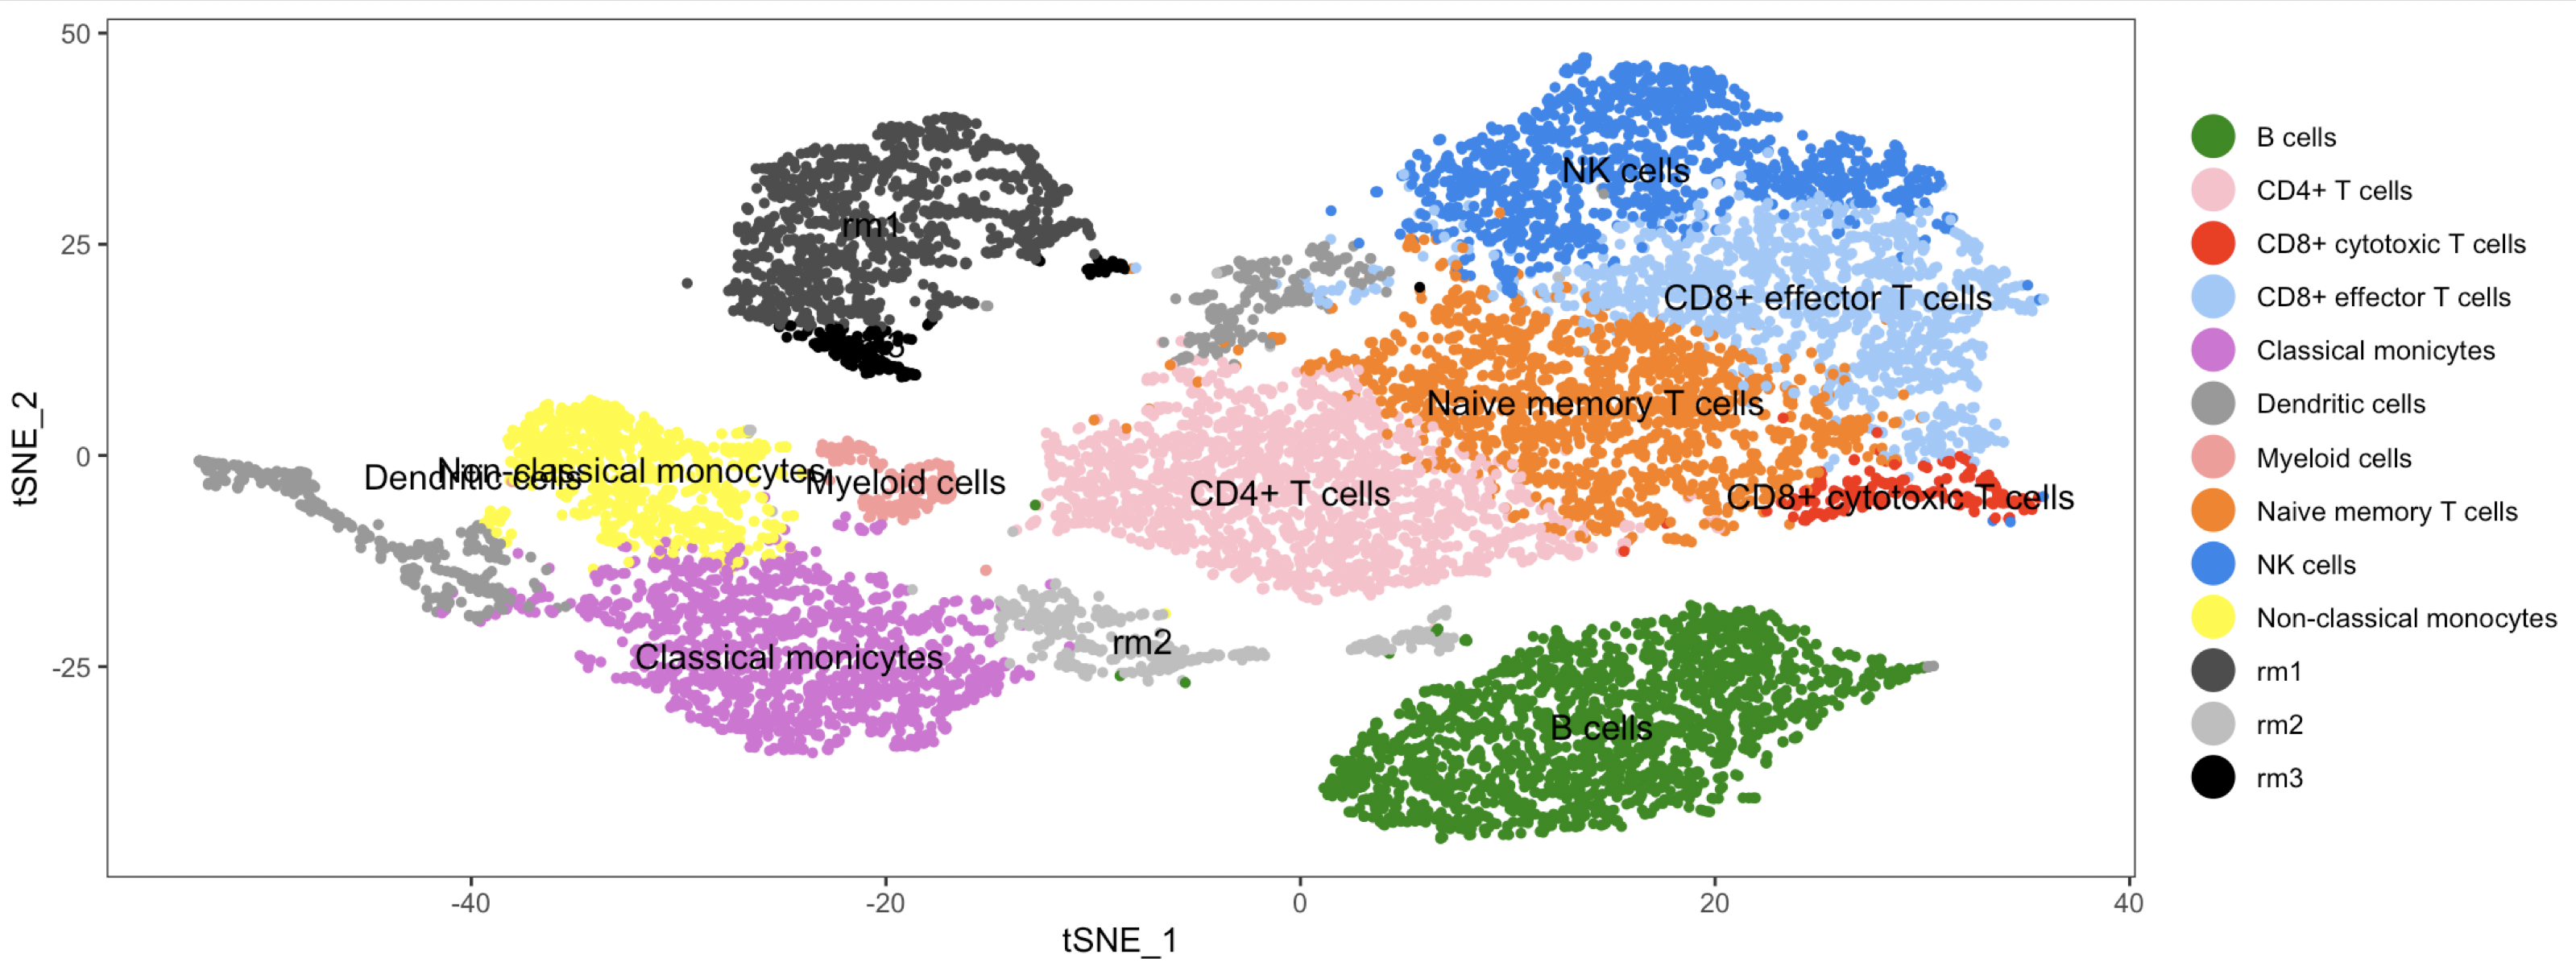 50
25
0
-25
tSNE_2
NK cells
rm1
CD8+ effector T cells
Naive memory T cells
Non-classical monocytes
Dendritic cells
Myeloid cells
CD4+ T cells
CD8+ cytotoxic T cells
rm2
Classical monicytes
B cells
-40
-20
0
20
40
tSNE_1
B cells
CD4+ T cells
CD8+ cytotoxic T cells
CD8+ effector T cells
Classical monicytes
Dendritic cells
Myeloid cells
Naive memory T cells
NK cells
Non-classical monocytes
rm1
rm2
rm3